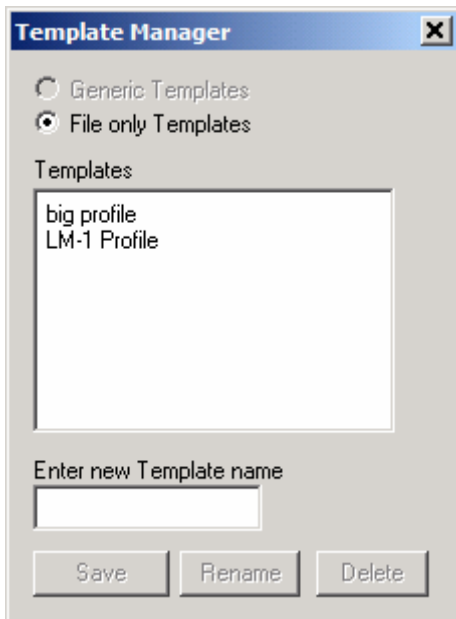 Template Manager
Generic Templates
File only Templates
Templates
big profile
LM-1 Profile
Enter new Template name
Save Rename Delete